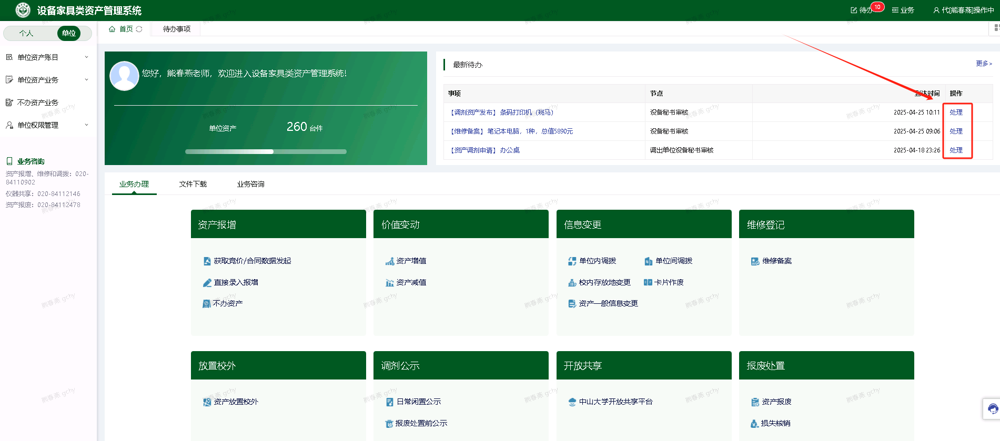 设备家具类资产管理系统
待办 10 业务 代[熊春燕]操作中
个人 单位
首页 待办事项
单位资产账目
单位资产业务
不办资产业务
单位权限管理
业务咨询
资产报增、维修和调拨：020-
84110902
仪器共享：020-84112146
资产报废：020-84112478
您好，熊春燕老师，欢迎进入设备家具类资产管理系统!
单位资产 260 台件
最新待办 更多»
事项 节点 到达时间 操作
【调剂资产发布】 条码打印机（斑马） 设备秘书审核 2025-04-25 10:11 处理
【维修备案】 笔记本电脑，1种，总值5890元 设备秘书审核 2025-04-25 09:06 处理
【资产调剂申请】 办公桌 调出单位设备秘书审核 2025-04-18 23:26 处理
业务办理 文件下载 业务咨询
资产报增
获取竞价/合同数据发起
直接录入报增
不办资产
价值变动
资产增值
资产减值
信息变更
单位内调拨 单位间调拨
校内存放地变更 卡片作废
资产一般信息变更
维修登记
维修备案
放置校外
资产放置校外
调剂公示
日常闲置公示
报废处置前公示
开放共享
中山大学开放共享平台
报废处置
资产报废
损失核销
熊春燕 gchy